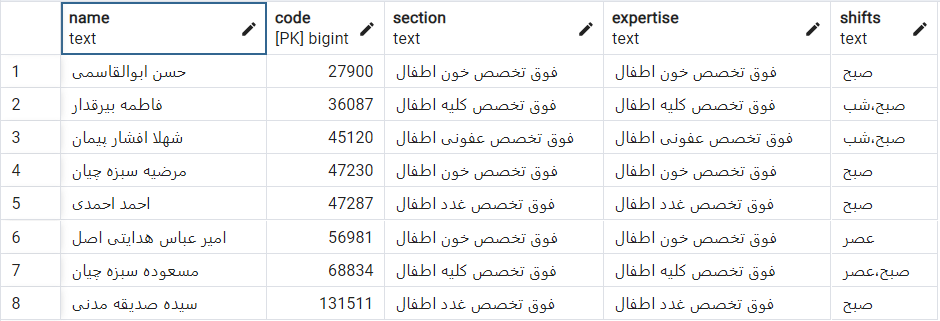 name code section expertise shifts
text [PK] bigint text text text
1 حسن ابوالقاسمی 27900 فوق تخصص خون اطفال فوق تخصص خون اطفال صبح
2 فاطمه بیرقدار 36087 فوق تخصص کلیه اطفال فوق تخصص کلیه اطفال صبح،شب
3 شهلا افشار پیمان 45120 فوق تخصص عفونی اطفال فوق تخصص عفونی اطفال صبح،شب
4 مرضیه سبزه چیان 47230 فوق تخصص خون اطفال فوق تخصص خون اطفال صبح
5 احمد احمدی 47287 فوق تخصص غدد اطفال فوق تخصص غدد اطفال صبح
6 امیر عباس هدایتی اصل 56981 فوق تخصص خون اطفال فوق تخصص خون اطفال عصر
7 مسعوده سبزه چیان 68834 فوق تخصص کلیه اطفال فوق تخصص کلیه اطفال صبح،عصر
8 سیده صدیقه مدنی 131511 فوق تخصص غدد اطفال فوق تخصص غدد اطفال صبح